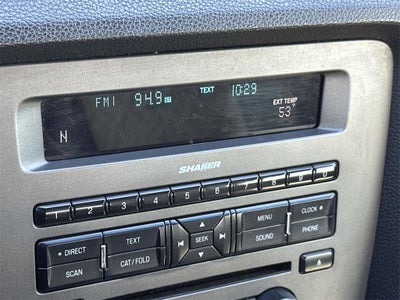 FM1 94.9 TEXT 10:29
EXT TEMP
N 53°
SHAKER
1 2 3 4 5 6 7 8 9 0
DIRECT TEXT SEEK MENU CLOCK
SCAN CAT/FOLD SOUND PHONE